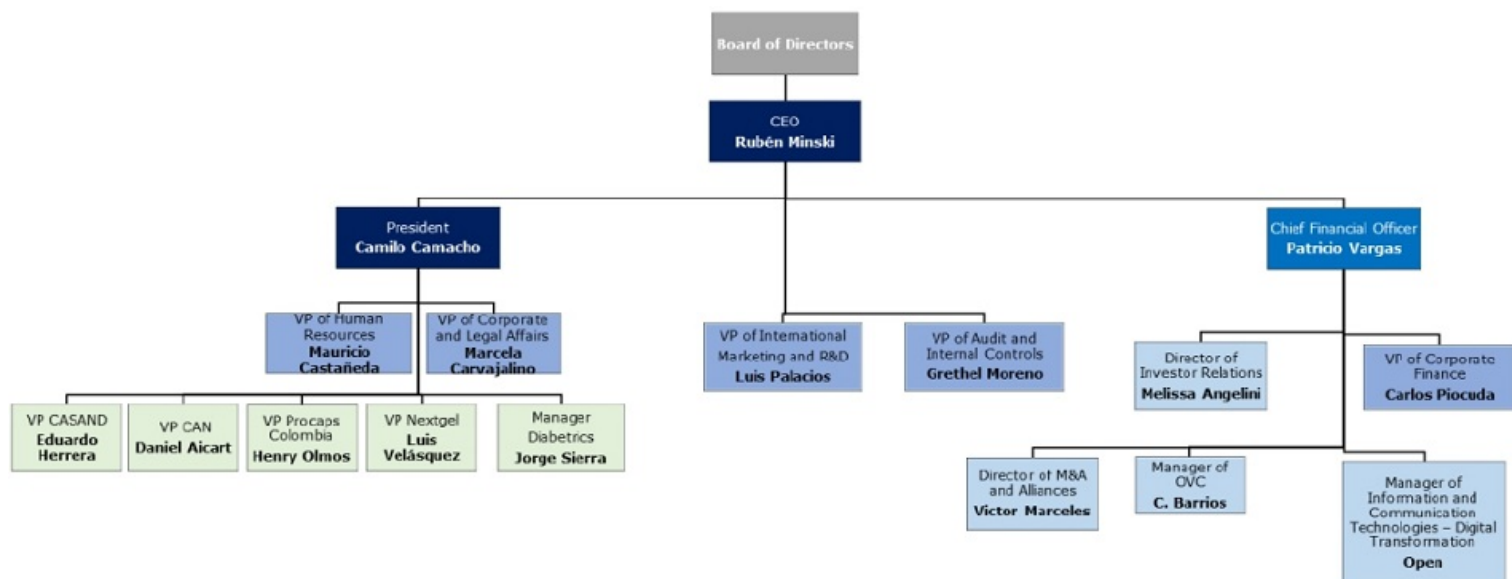 Board of Directors
CEO
Rubén Minski
President
Camilo Camacho
Chief Financial Officer
Patricio Vargas
VP of Human
Resources
Mauricio
Castañeda
VP of Corporate
and Legal Affairs
Marcela
Carvajalino
VP of International
Marketing and R&D
Luis Palacios
VP of Audit and
Internal Controls
Grethel Moreno
Director of
Investor Relations
Melissa Angelini
VP of Corporate
Finance
Carlos Piocuda
VP CASAND
Eduardo
Herrera
VP CAN
Daniel Aicart
VP Procaps
Colombia
Henry Olmos
VP Nextgel
Luis
Velásquez
Manager
Diabetrics
Jorge Sierra
Director of M&A
and Alliances
Victor Marceles
Manager of
OVC
C. Barrios
Manager of
Information and
Communication
Technologies – Digital
Transformation
Open